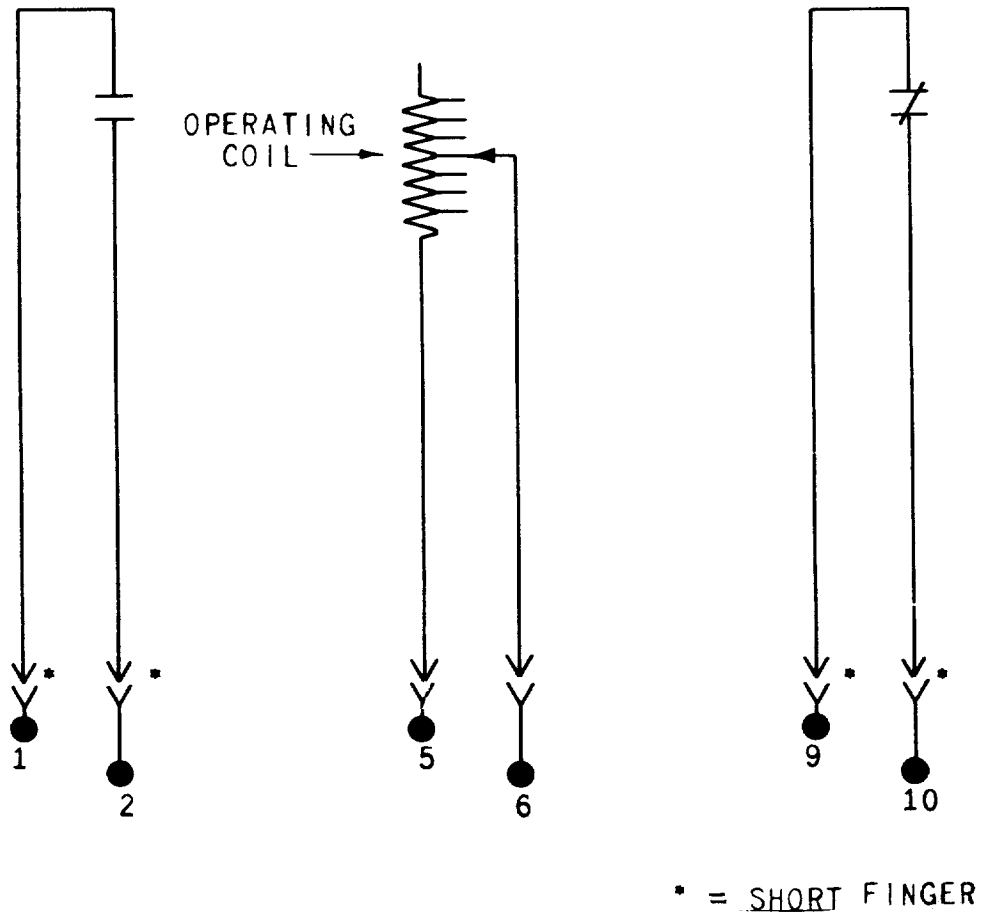 OPERATING
COIL
* *
* *
1 5 9
2 6 10
* = SHORT FINGER